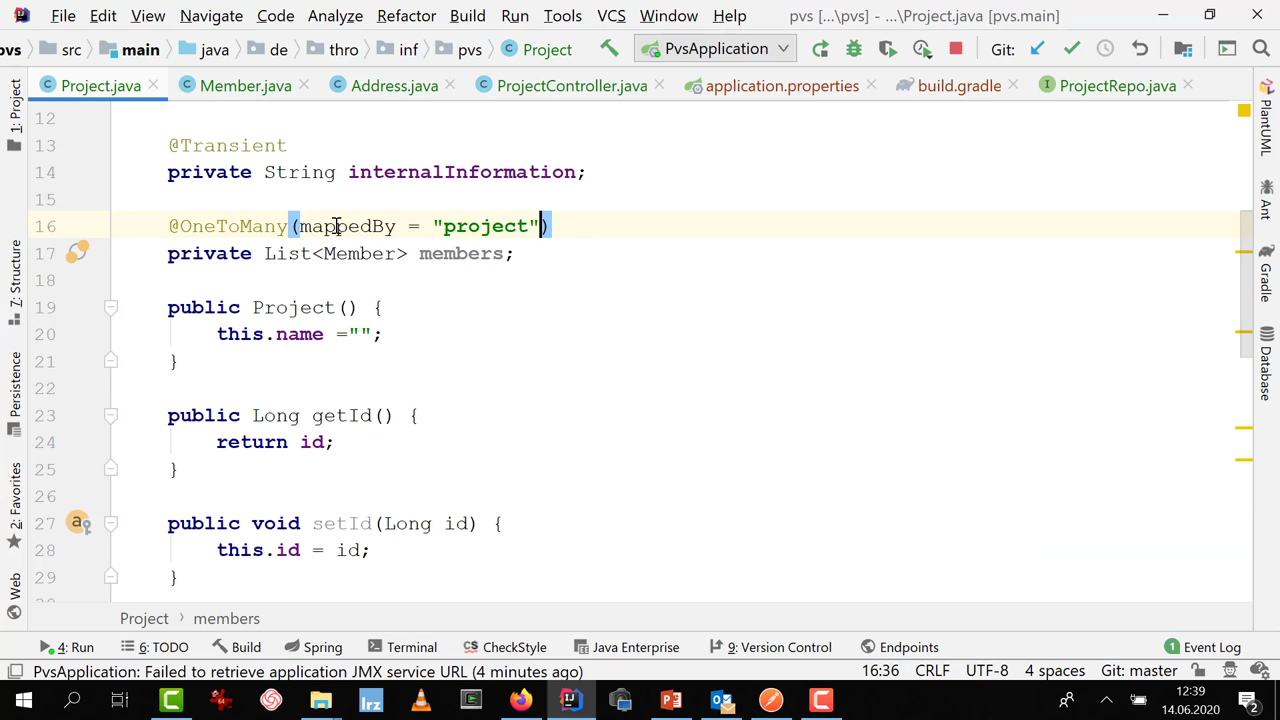 File Edit View Navigate Code Analyze Refactor Build Run Tools VCS Window Help pvs [...\pvs] - ...\Project.java [pvs.main]
pvs src main java de thro inf pvs Project PvsApplication Git:
Project.java Member.java Address.java ProjectController.java application.properties build.gradle ProjectRepo.java
12
13 @Transient
14 private String internalInformation;
15
16 @OneToMany(mappedBy = "project")
17 private List<Member> members;
18
19 public Project() {
20 this.name ="";
21 }
22
23 public Long getId() {
24 return id;
25 }
26
27 public void setId(Long id) {
28 this.id = id;
29 }
1: Project
7: Structure
Persistence
2: Favorites
Web
PlantUML
Ant
Gradle
Database
Project > members
4: Run 6: TODO Build Spring Terminal CheckStyle Java Enterprise 9: Version Control Endpoints 1 Event Log
PvsApplication: Failed to retrieve application JMX service URL (4 minutes ago) 16:36 CRLF UTF-8 4 spaces Git: master
lrz 12:39
14.06.2020 2